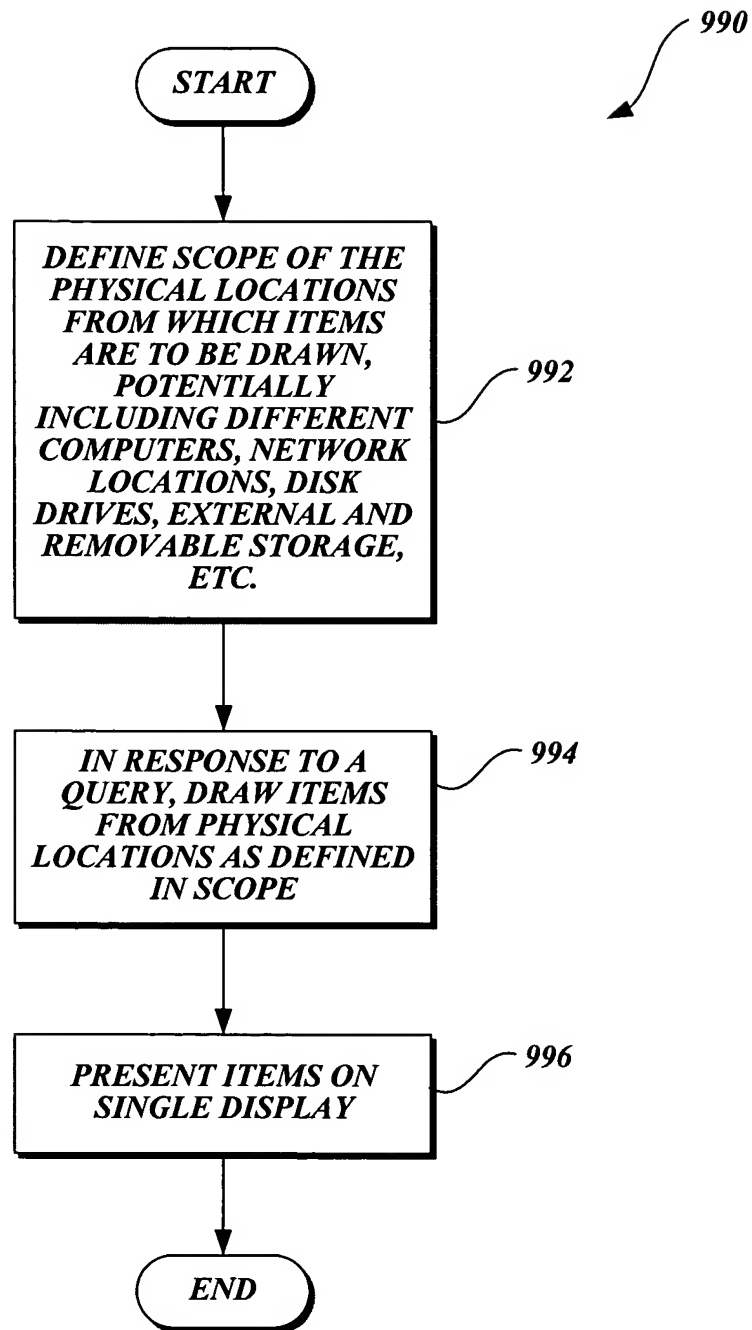 990
START
DEFINE SCOPE OF THE
PHYSICAL LOCATIONS
FROM WHICH ITEMS
ARE TO BE DRAWN,
POTENTIALLY
INCLUDING DIFFERENT
COMPUTERS, NETWORK
LOCATIONS, DISK
DRIVES, EXTERNAL AND
REMOVABLE STORAGE,
ETC.
992
IN RESPONSE TO A
QUERY, DRAW ITEMS
FROM PHYSICAL
LOCATIONS AS DEFINED
IN SCOPE
994
PRESENT ITEMS ON
SINGLE DISPLAY
996
END